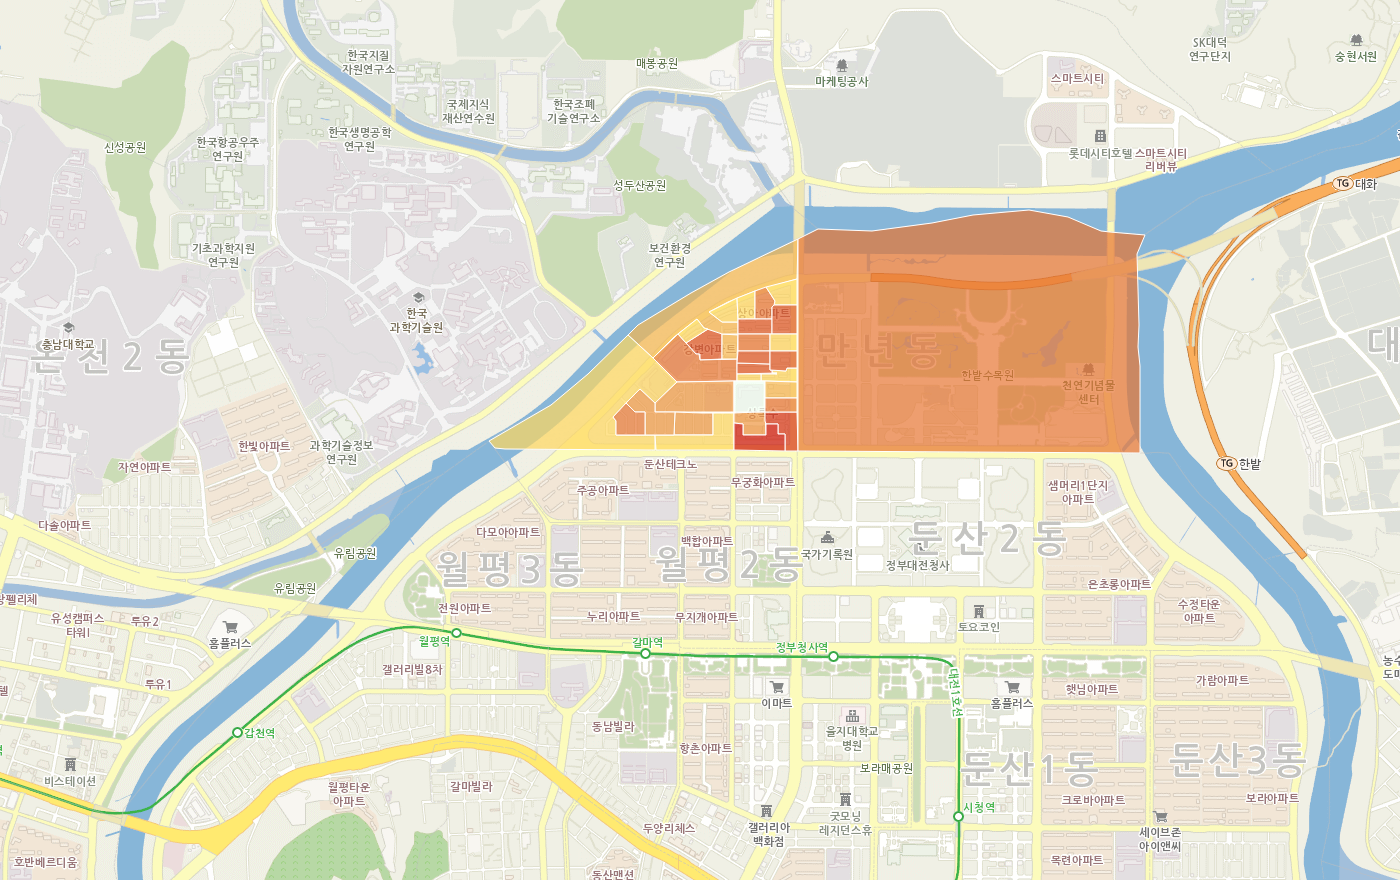 SK대덕
연구단지
숭현서원
한국지질
자원연구소
매봉공원
마케팅공사
스마트시티
국제지식
재산연수원
한국조폐
기술연구소
한국생명공학
연구원
한국항공우주
연구원
신성공원
롯데시티호텔
스마트시티
리버뷰
성두산공원
TG 대화
기초과학지원
연구원
보건환경
연구원
한국
과학기술원
상아아파트
충남대학교
온천2동
강변아파트
만년동
대
한밭수목원
천연기념물
센터
한빛아파트
과학기술정보
연구원
자연아파트
둔산테크노
TG 한밭
주공아파트
무궁화아파트
샘머리1단지
아파트
다솔아파트
다모아아파트
백합아파트
유림공원
국가기록원
둔산2동
월평3동
월평2동
정부대전청사
유림공원
온초롱아파트
전원아파트
누리아파트
무지개아파트
수정타운
아파트
유성캠퍼스
타워I
투유2
홈플러스
토요코인
월평역
갈마역
정부청사역
갤러리빌8차
투유1
대전1호선
햇님아파트
가람아파트
농수
도매
이마트
홈플러스
동남빌라
을지대학교
병원
갑천역
향촌아파트
비스테이션
보라매공원
둔산1동
둔산3동
월평타운
아파트
갈마빌라
시청역
크로바아파트
보라아파트
두양리체스
갤러리아
백화점
굿모닝
레지던스휴
세이브존
아이앤씨
호반베르디움
동산맨션
목련아파트